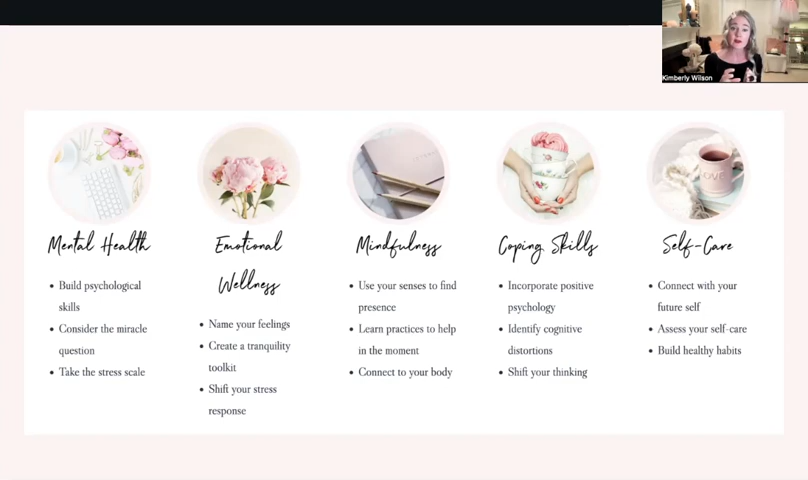 Kimberly Wilson
Mental Health
• Build psychological
skills
• Consider the miracle
question
• Take the stress scale
Emotional
Wellness
• Name your feelings
• Create a tranquility
toolkit
• Shift your stress
response
Mindfulness
• Use your senses to find
presence
• Learn practices to help
in the moment
• Connect to your body
Coping Skills
• Incorporate positive
psychology
• Identify cognitive
distortions
• Shift your thinking
LOVE
Self-Care
• Connect with your
future self
• Assess your self-care
• Build healthy habits